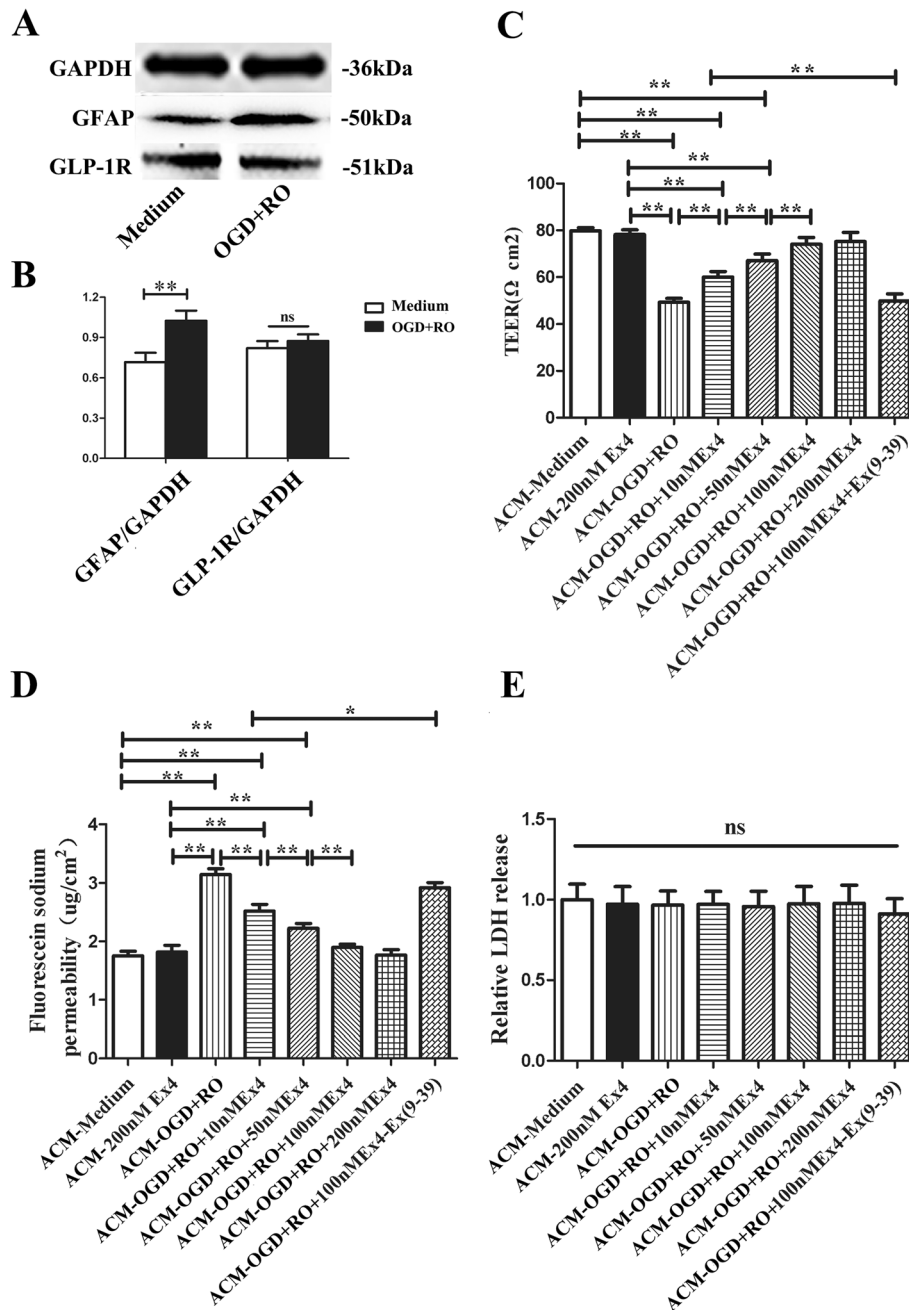 A
GAPDH
-36kDa
GFAP
-50kDa
GLP-1R
-51kDa
Medium
OGD+RO
B
1.2
0.9
0.6
0.3
0.0
**
ns
Medium
OGD+RO
GFAP/GAPDH
GLP-1R/GAPDH
C
**
**
**
**
**
**
** ** ** **
TEER(Ω cm2)
100
80
60
40
20
0
ACM-Medium
ACM-200nM Ex4
ACM-OGD+RO
ACM-OGD+RO+10nMEx4
ACM-OGD+RO+50nMEx4
ACM-OGD+RO+100nMEx4
ACM-OGD+RO+200nMEx4
ACM-OGD+RO+100nMEx4+Ex(9-39)
D
*
**
**
**
**
**
** ** ** **
Fluorescein sodium
permeability (ug/cm²)
4
3
2
1
0
ACM-Medium
ACM-200nM Ex4
ACM-OGD+RO
ACM-OGD+RO+10nMEx4
ACM-OGD+RO+50nMEx4
ACM-OGD+RO+100nMEx4
ACM-OGD+RO+200nMEx4
ACM-OGD+RO+100nMEx4-Ex(9-39)
E
ns
Relative LDH release
1.5
1.0
0.5
0.0
ACM-Medium
ACM-200nM Ex4
ACM-OGD+RO
ACM-OGD+RO+10nMEx4
ACM-OGD+RO+50nMEx4
ACM-OGD+RO+100nMEx4
ACM-OGD+RO+200nMEx4
ACM-OGD+RO+100nMEx4-Ex(9-39)